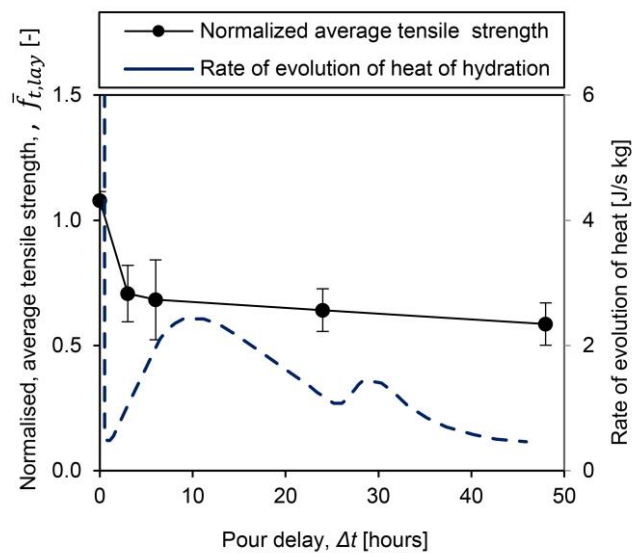 Normalized average tensile strength
Rate of evolution of heat of hydration
Normalised, average tensile strength, , f̄t,lay [-]
1.5
1.0
0.5
0.0
6
4
2
0
Rate of evolution of heat [J/s kg]
0 10 20 30 40 50
Pour delay, Δt [hours]